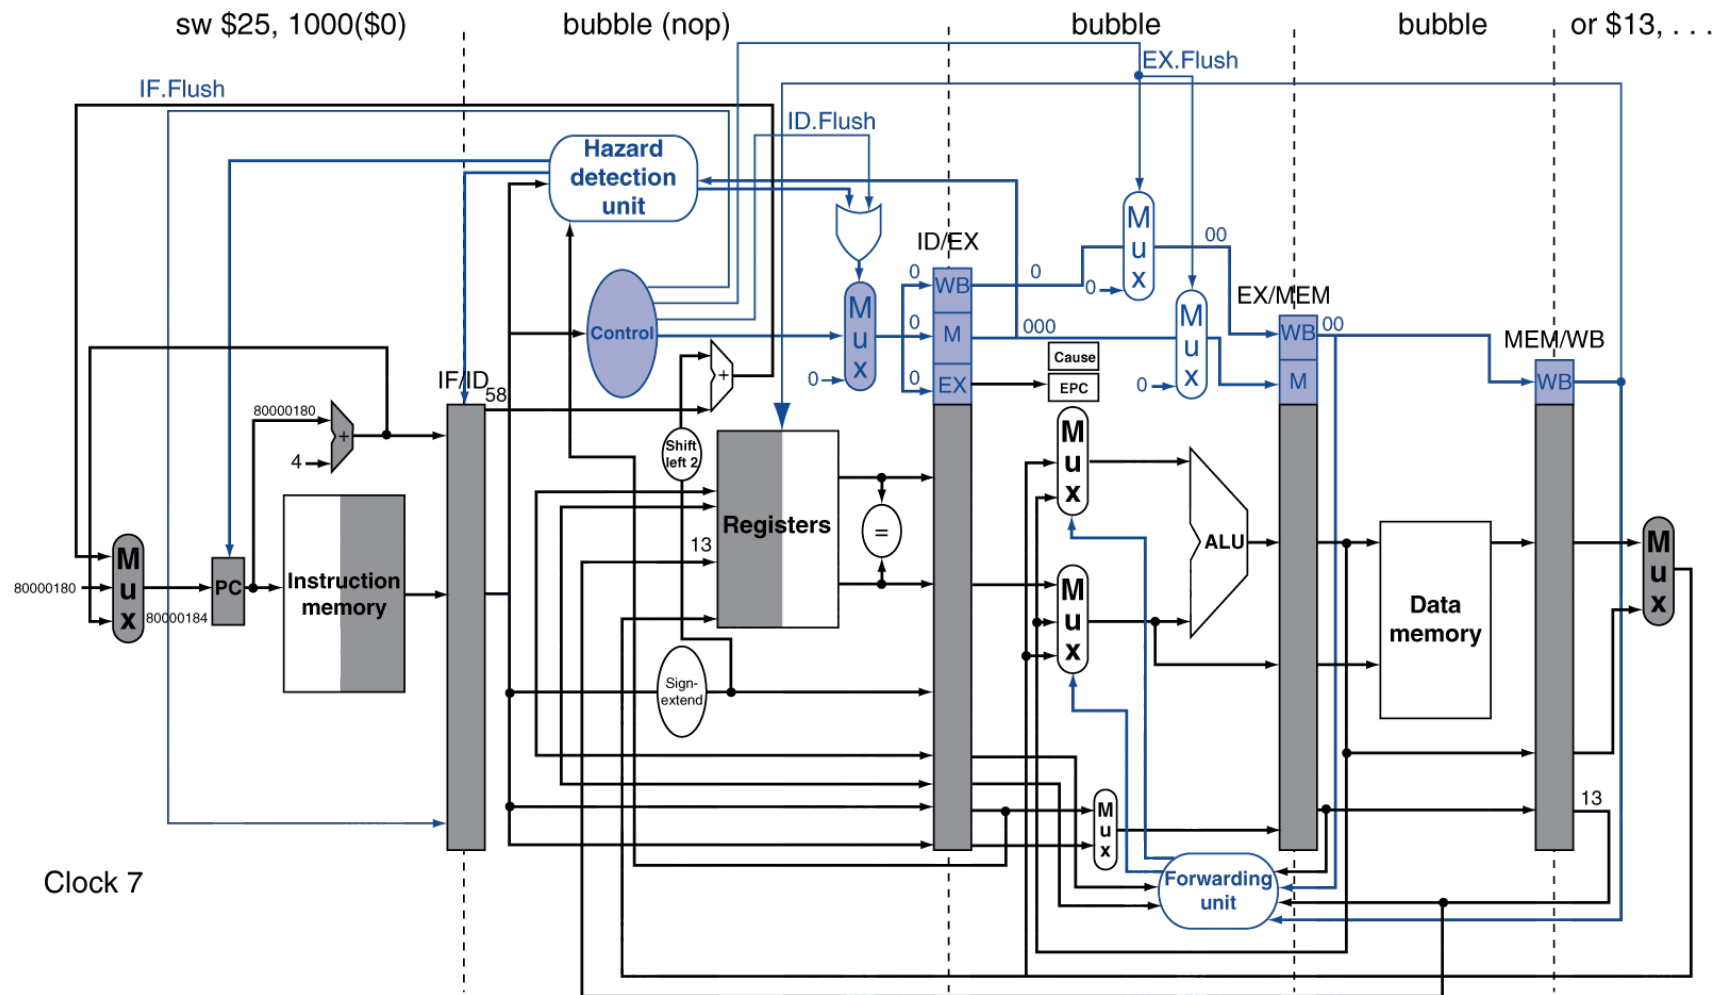 sw $25, 1000($0)
bubble (nop)
bubble
bubble
or $13, . . .
EX.Flush
IF.Flush
ID.Flush
Hazard
detection
unit
M
u
x
00
ID/EX
0
0
0
WB
EX/MEM
M
u
x
Control
M
u
x
0
M
000
WB
00
MEM/WB
Cause
0
0
EX
EPC
0
M
WB
IF/ID
58
+
80000180
+
4
Shift
left 2
M
u
x
Registers
=
13
ALU
M
u
x
80000180
80000184
PC
Instruction
memory
M
u
x
Data
memory
M
u
x
Sign-
extend
M
u
x
13
Clock 7
Forwarding
unit